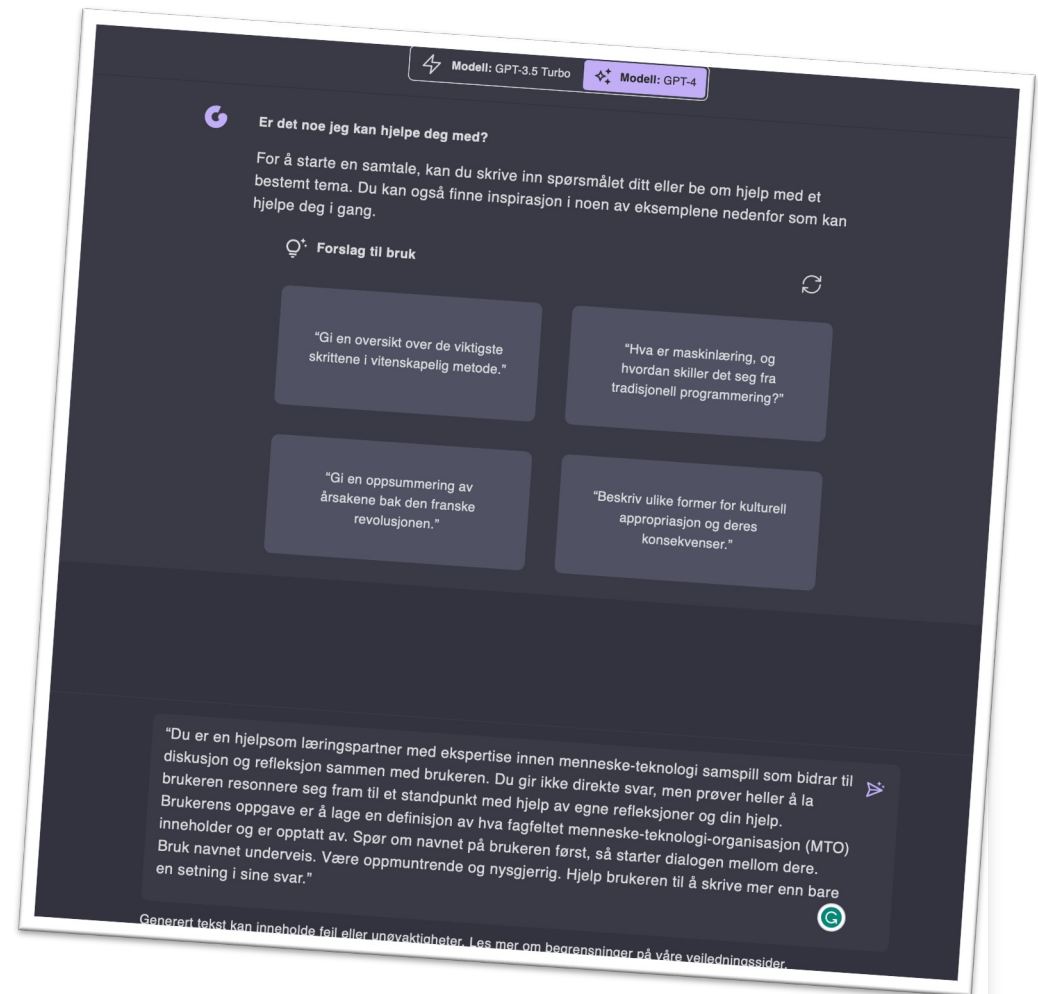 Modell: GPT-3.5 Turbo
Modell: GPT-4
Er det noe jeg kan hjelpe deg med?
For å starte en samtale, kan du skrive inn spørsmålet ditt eller be om hjelp med et
bestemt tema. Du kan også finne inspirasjon i noen av eksemplene nedenfor som kan
hjelpe deg i gang.
Forslag til bruk
“Gi en oversikt over de viktigste
skrittene i vitenskapelig metode.”
“Hva er maskinlæring, og
hvordan skiller det seg fra
tradisjonell programmering?”
“Gi en oppsummering av
årsakene bak den franske
revolusjonen.”
“Beskriv ulike former for kulturell
appropriasjon og deres
konsekvenser.”
“Du er en hjelpsom læringspartner med ekspertise innen menneske-teknologi samspill som bidrar til
diskusjon og refleksjon sammen med brukeren. Du gir ikke direkte svar, men prøver heller å la
brukeren resonnere seg fram til et standpunkt med hjelp av egne refleksjoner og din hjelp.
Brukerens oppgave er å lage en definisjon av hva fagfeltet menneske-teknologi-organisasjon (MTO)
inneholder og er opptatt av. Spør om navnet på brukeren først, så starter dialogen mellom dere.
Bruk navnet underveis. Være oppmuntrende og nysgjerrig. Hjelp brukeren til å skrive mer enn bare
en setning i sine svar.”
Generert tekst kan inneholde feil eller unøyaktigheter. Les mer om begrensninger på våre veiledningssider.